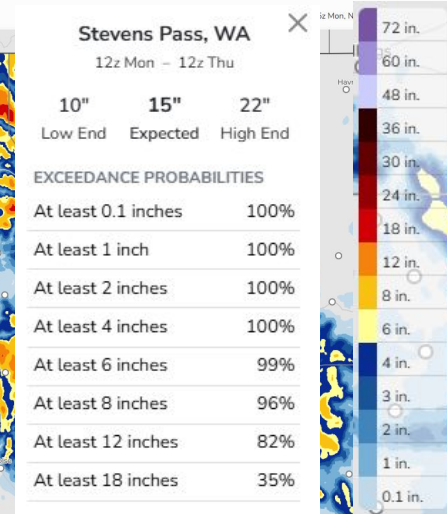 Stevens Pass, WA
12z Mon – 12z Thu
10" 15" 22"
Low End Expected High End
EXCEEDANCE PROBABILITIES
At least 0.1 inches 100%
At least 1 inch 100%
At least 2 inches 100%
At least 4 inches 100%
At least 6 inches 99%
At least 8 inches 96%
At least 12 inches 82%
At least 18 inches 35%
72 in.
60 in.
48 in.
36 in.
30 in.
24 in.
18 in.
12 in.
8 in.
6 in.
4 in.
3 in.
2 in.
1 in.
0.1 in.